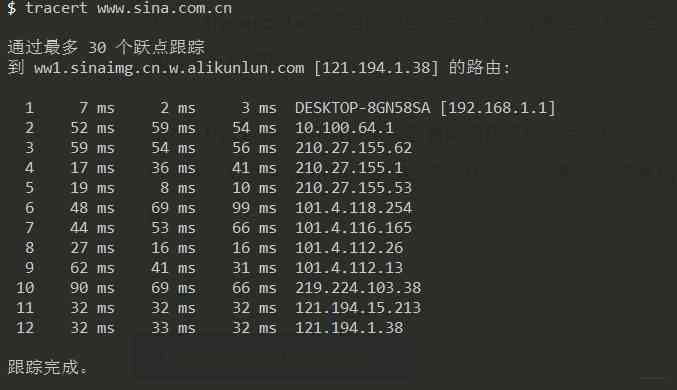 $ tracert www.sina.com.cn
通过最多 30 个跃点跟踪
到 ww1.sinaimg.cn.w.alikunlun.com [121.194.1.38] 的路由:
1 7 ms 2 ms 3 ms DESKTOP-8GN58SA [192.168.1.1]
2 52 ms 59 ms 54 ms 10.100.64.1
3 59 ms 54 ms 56 ms 210.27.155.62
4 17 ms 36 ms 41 ms 210.27.155.1
5 19 ms 8 ms 10 ms 210.27.155.53
6 48 ms 69 ms 99 ms 101.4.118.254
7 44 ms 53 ms 66 ms 101.4.116.165
8 27 ms 16 ms 16 ms 101.4.112.26
9 62 ms 41 ms 31 ms 101.4.112.13
10 90 ms 69 ms 66 ms 219.224.103.38
11 32 ms 32 ms 32 ms 121.194.15.213
12 32 ms 33 ms 32 ms 121.194.1.38
跟踪完成。